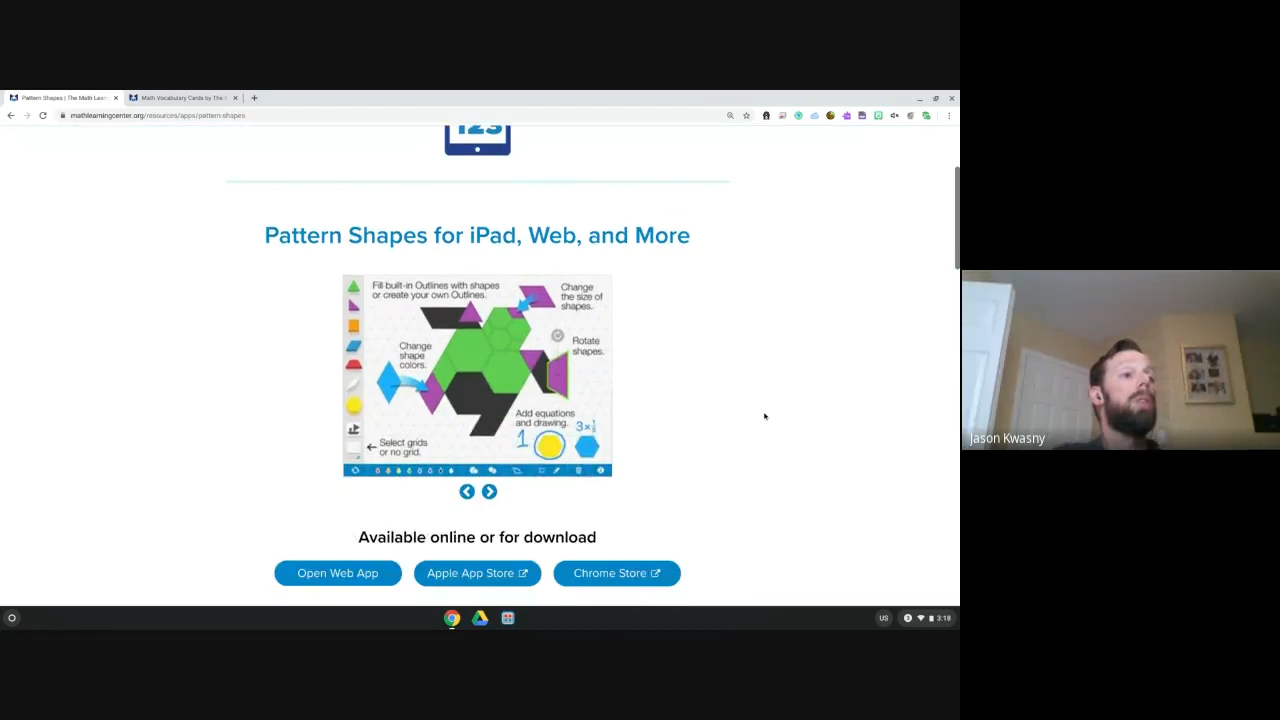 Pattern Shapes | The Math Lear
Math Vocabulary Cards by The
mathlearningcenter.org/resources/apps/pattern-shapes
123
Pattern Shapes for iPad, Web, and More
Fill built-in Outlines with shapes
or create your own Outlines.
Change
the size of
shapes.
Rotate
shapes.
Change
shape
colors.
Add equations
and drawing.
1
3×
Select grids
or no grid.
Available online or for download
Open Web App
Apple App Store
Chrome Store
US
3:18
Jason Kwasny